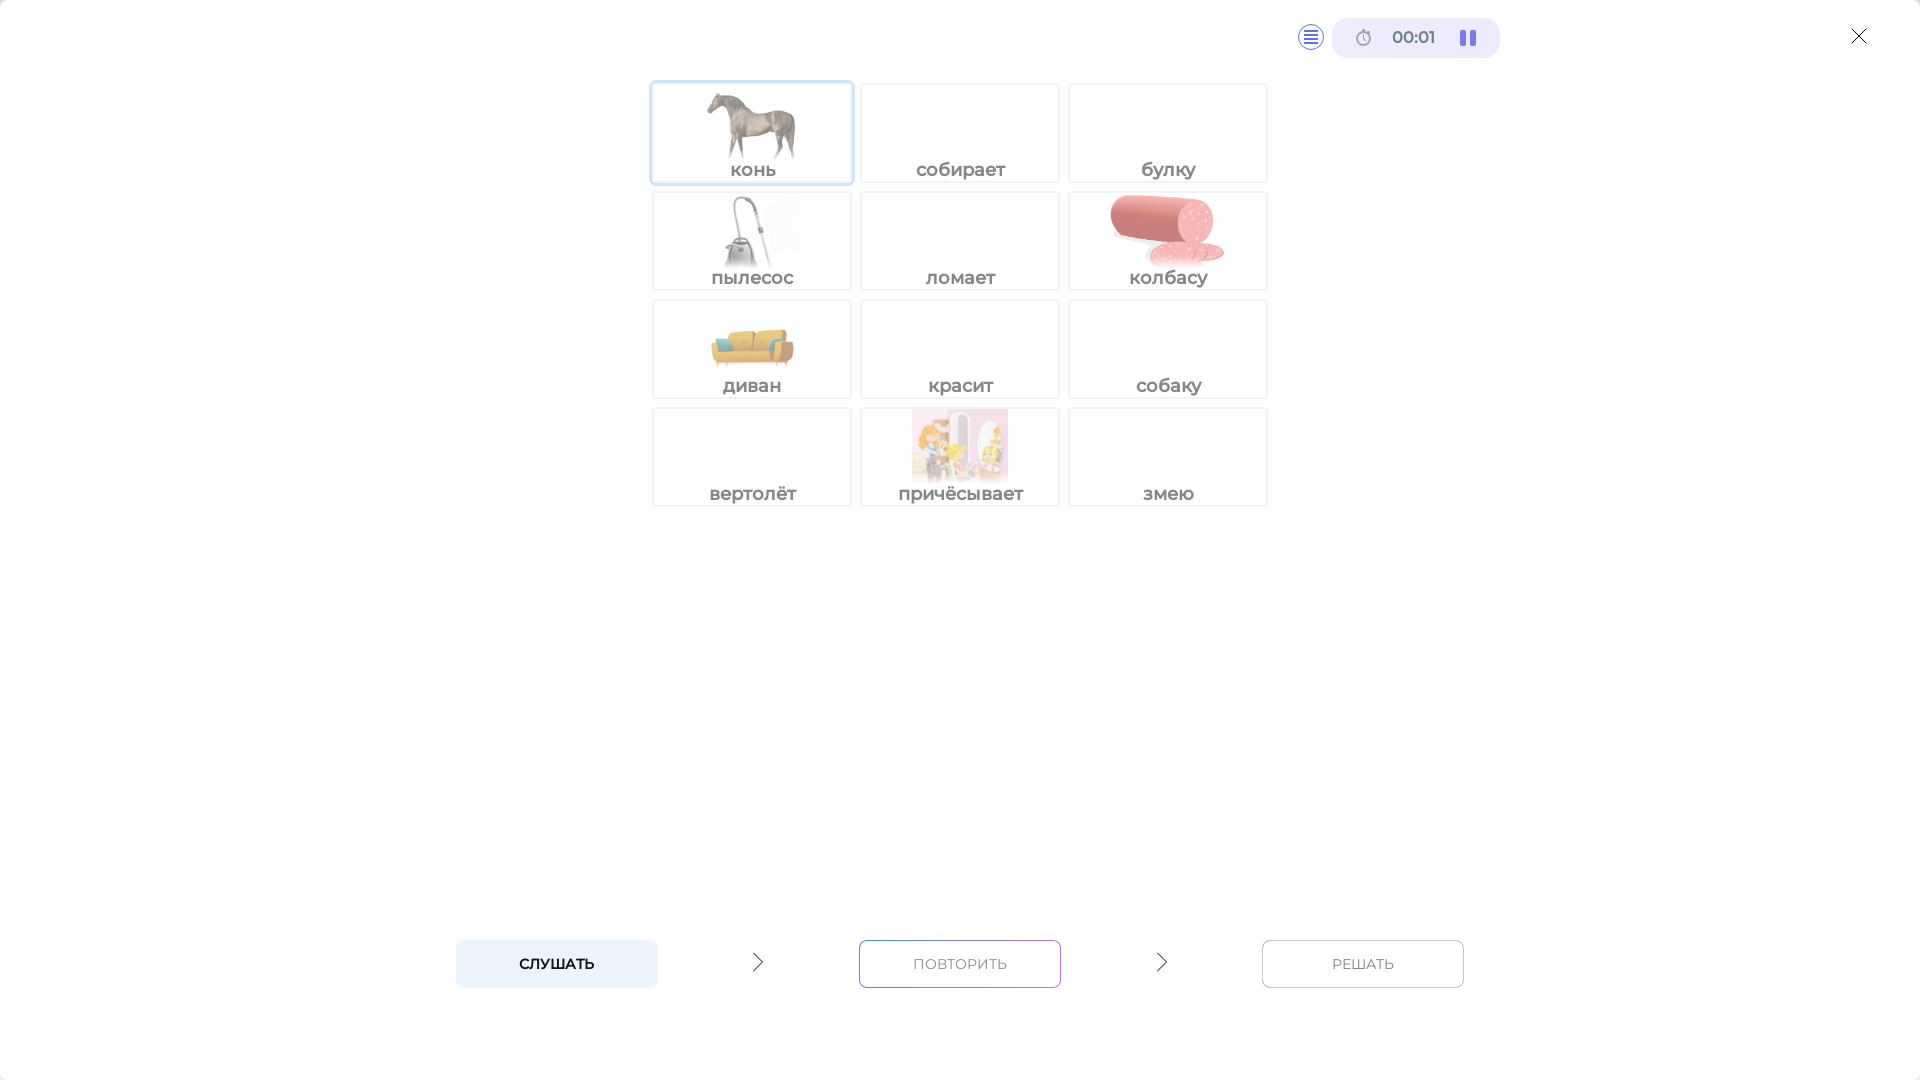 00:01
конь
собирает
булку
пылесос
ломает
колбасу
диван
красит
собаку
вертолёт
причёсывает
змею
СЛУШАТЬ
ПОВТОРИТЬ
РЕШАТЬ